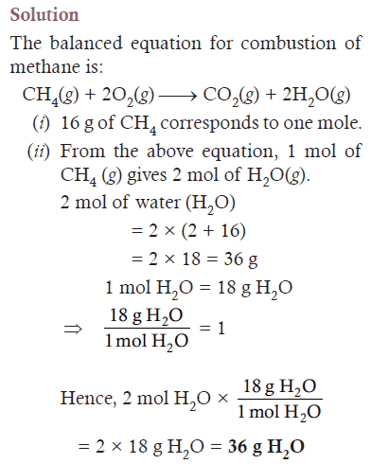 Solution
The balanced equation for combustion of
methane is:
CH₄(g) + 2O₂(g) ⟶ CO₂(g) + 2H₂O(g)
(i) 16 g of CH₄ corresponds to one mole.
(ii) From the above equation, 1 mol of
CH₄ (g) gives 2 mol of H₂O(g).
2 mol of water (H₂O)
= 2 × (2 + 16)
= 2 × 18 = 36 g
1 mol H₂O = 18 g H₂O
⇒ 18 g H₂O / 1 mol H₂O = 1
Hence, 2 mol H₂O × 18 g H₂O / 1 mol H₂O
= 2 × 18 g H₂O = 36 g H₂O